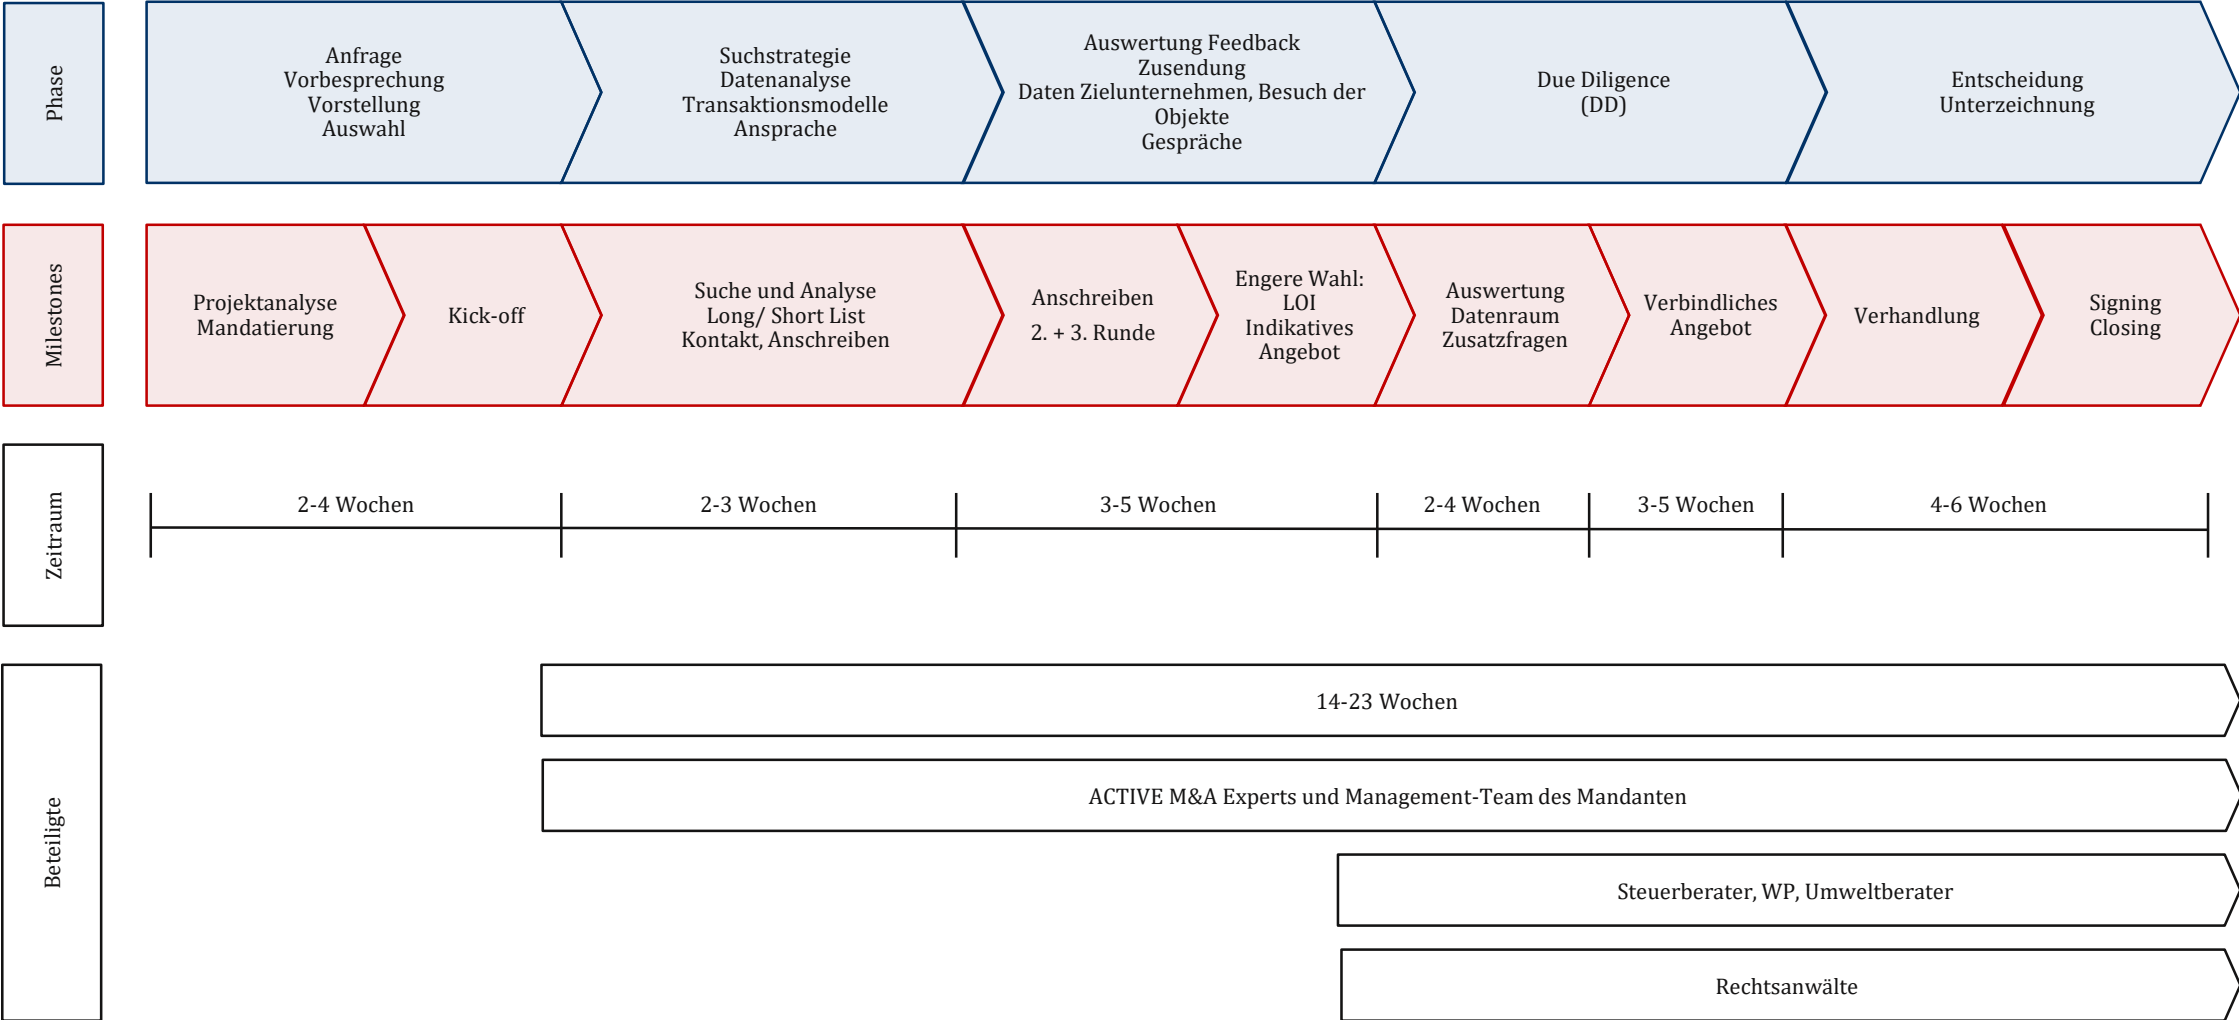 Phase
Anfrage
Vorbesprechung
Vorstellung
Auswahl
Suchstrategie
Datenanalyse
Transaktionsmodelle
Ansprache
Auswertung Feedback
Zusendung
Daten Zielunternehmen, Besuch der
Objekte
Gespräche
Due Diligence
(DD)
Entscheidung
Unterzeichnung
Milestones
Projektanalyse
Mandatierung
Kick-off
Suche und Analyse
Long/ Short List
Kontakt, Anschreiben
Anschreiben
2. + 3. Runde
Engere Wahl:
LOI
Indikatives
Angebot
Auswertung
Datenraum
Zusatzfragen
Verbindliches
Angebot
Verhandlung
Signing
Closing
Zeitraum
2-4 Wochen
2-3 Wochen
3-5 Wochen
2-4 Wochen
3-5 Wochen
4-6 Wochen
Beteiligte
14-23 Wochen
ACTIVE M&A Experts und Management-Team des Mandanten
Steuerberater, WP, Umweltberater
Rechtsanwälte